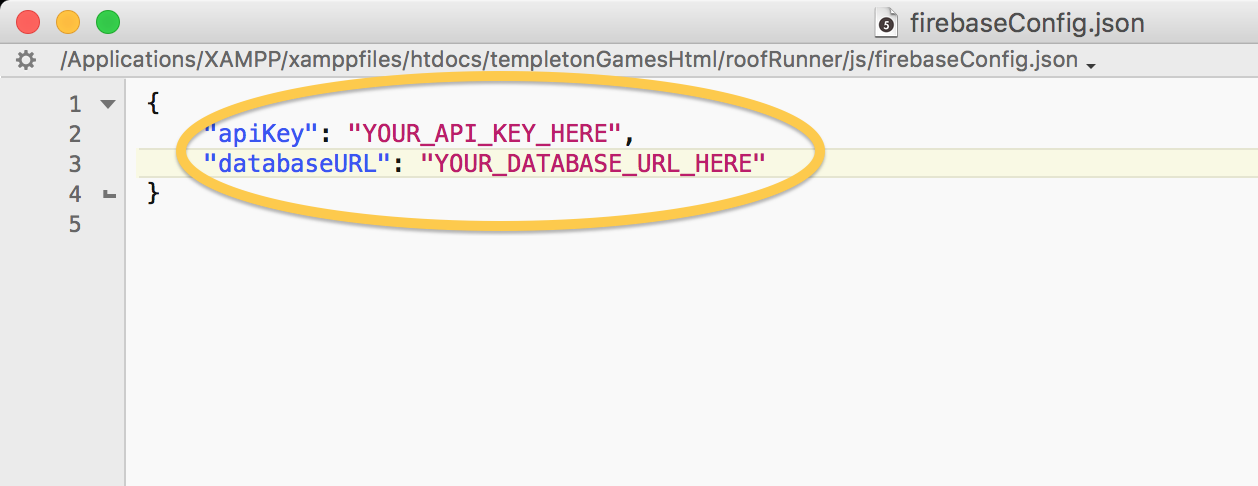 firebaseConfig.json
/Applications/XAMPP/xamppfiles/htdocs/templetonGamesHtml/roofRunner/js/firebaseConfig.json
1 {
2 "apiKey": "YOUR_API_KEY_HERE",
3 "databaseURL": "YOUR_DATABASE_URL_HERE"
4 }
5